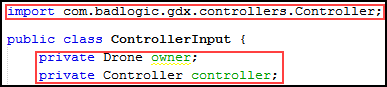 import com.badlogic.gdx.controllers.Controller;
public class ControllerInput {
private Drone owner;
private Controller controller;